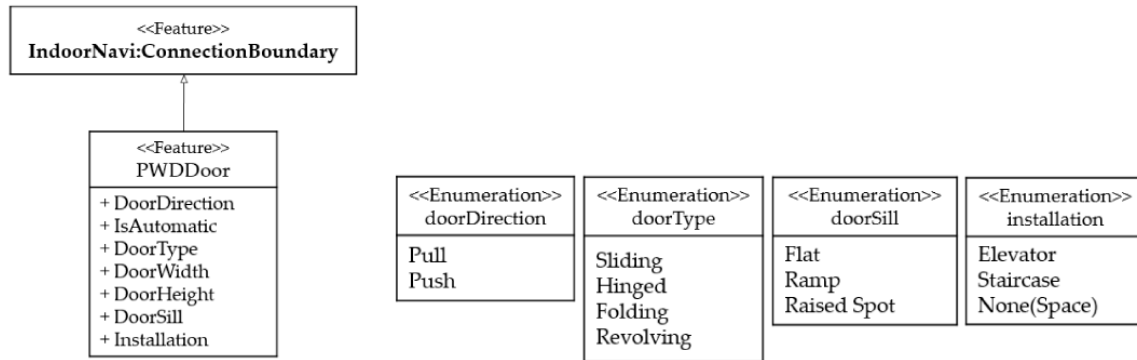 <<Feature>>
IndoorNavi:ConnectionBoundary
<<Feature>>
PWDDoor
+ DoorDirection
+ IsAutomatic
+ DoorType
+ DoorWidth
+ DoorHeight
+ DoorSill
+ Installation
<<Enumeration>>
doorDirection
Pull
Push
<<Enumeration>>
doorType
Sliding
Hinged
Folding
Revolving
<<Enumeration>>
doorSill
Flat
Ramp
Raised Spot
<<Enumeration>>
installation
Elevator
Staircase
None(Space)